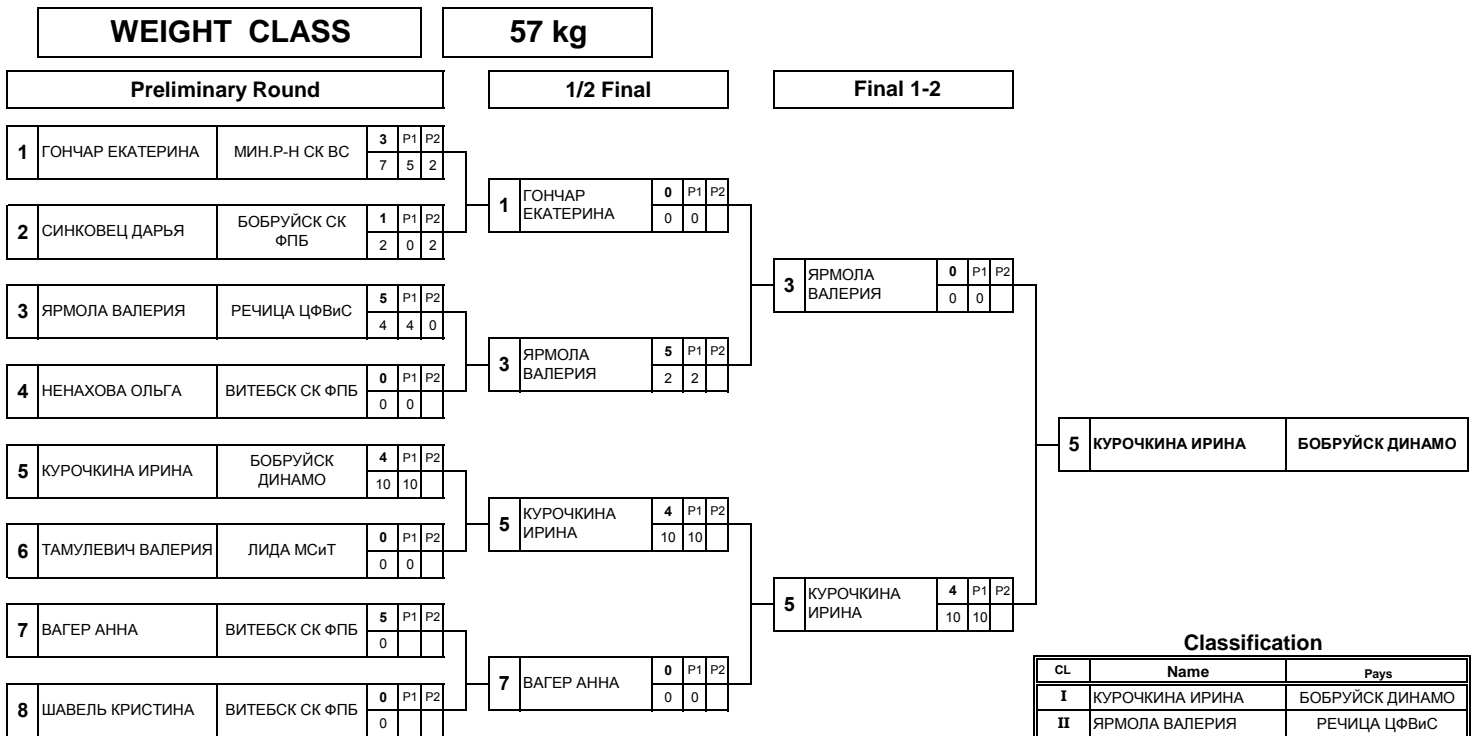 WEIGHT CLASS 57 kg
Preliminary Round 1/2 Final Final 1-2
1 ГОНЧАР ЕКАТЕРИНА МИН.Р-Н СК ВС 3 P1 P2
7 5 2
2 СИНКОВЕЦ ДАРЬЯ БОБРУЙСК СК ФПБ 1 P1 P2
2 0 2
3 ЯРМОЛА ВАЛЕРИЯ РЕЧИЦА ЦФВиС 5 P1 P2
4 4 0
4 НЕНАХОВА ОЛЬГА ВИТЕБСК СК ФПБ 0 P1 P2
0 0
5 КУРОЧКИНА ИРИНА БОБРУЙСК ДИНАМО 4 P1 P2
10 10
6 ТАМУЛЕВИЧ ВАЛЕРИЯ ЛИДА МСиТ 0 P1 P2
0 0
7 ВАГЕР АННА ВИТЕБСК СК ФПБ 5 P1 P2
0
8 ШАВЕЛЬ КРИСТИНА ВИТЕБСК СК ФПБ 0 P1 P2
0
1 ГОНЧАР ЕКАТЕРИНА 0 P1 P2
0 0
3 ЯРМОЛА ВАЛЕРИЯ 5 P1 P2
2 2
5 КУРОЧКИНА ИРИНА 4 P1 P2
10 10
7 ВАГЕР АННА 0 P1 P2
0 0
3 ЯРМОЛА ВАЛЕРИЯ 0 P1 P2
0 0
5 КУРОЧКИНА ИРИНА 4 P1 P2
10 10
5 КУРОЧКИНА ИРИНА БОБРУЙСК ДИНАМО
Classification
CL Name Pays
I КУРОЧКИНА ИРИНА БОБРУЙСК ДИНАМО
II ЯРМОЛА ВАЛЕРИЯ РЕЧИЦА ЦФВиС